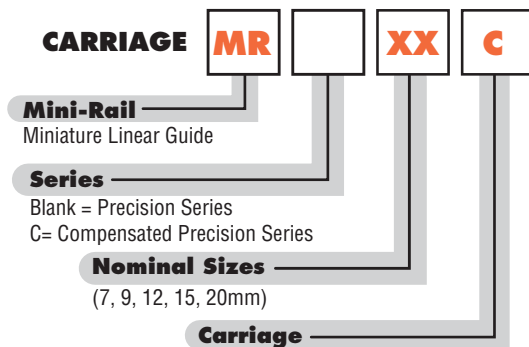 CARRIAGE MR XX C
Mini-Rail
Miniature Linear Guide
Series
Blank = Precision Series
C= Compensated Precision Series
Nominal Sizes
(7, 9, 12, 15, 20mm)
Carriage